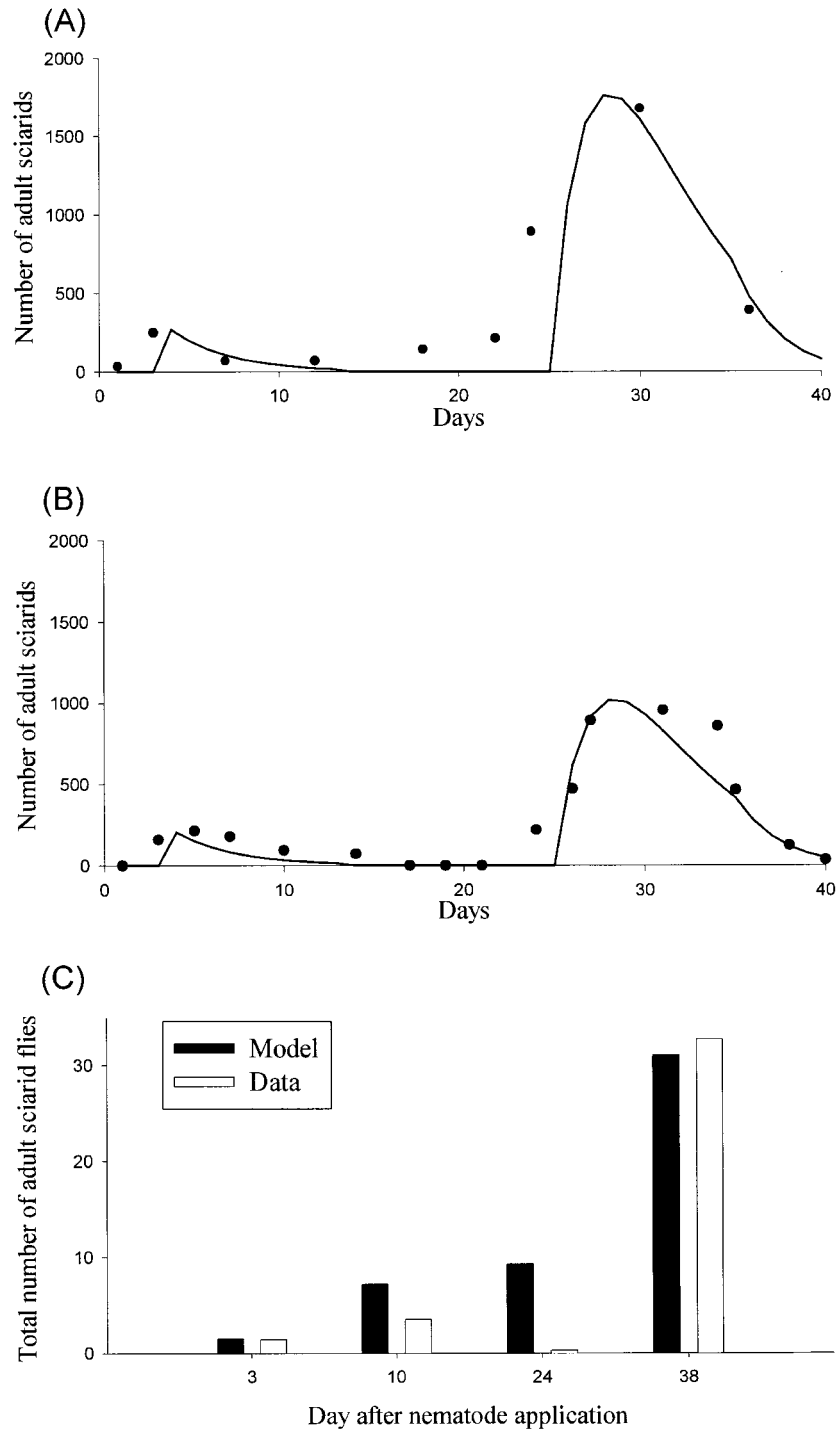 (A)
Number of adult sciarids
2000
1500
1000
500
0
0 10 20 30 40
Days
(B)
Number of adult sciarids
2000
1500
1000
500
0
0 10 20 30 40
Days
(C)
Total number of adult sciarid flies
30
20
10
0
Model
Data
3 10 24 38
Day after nematode application